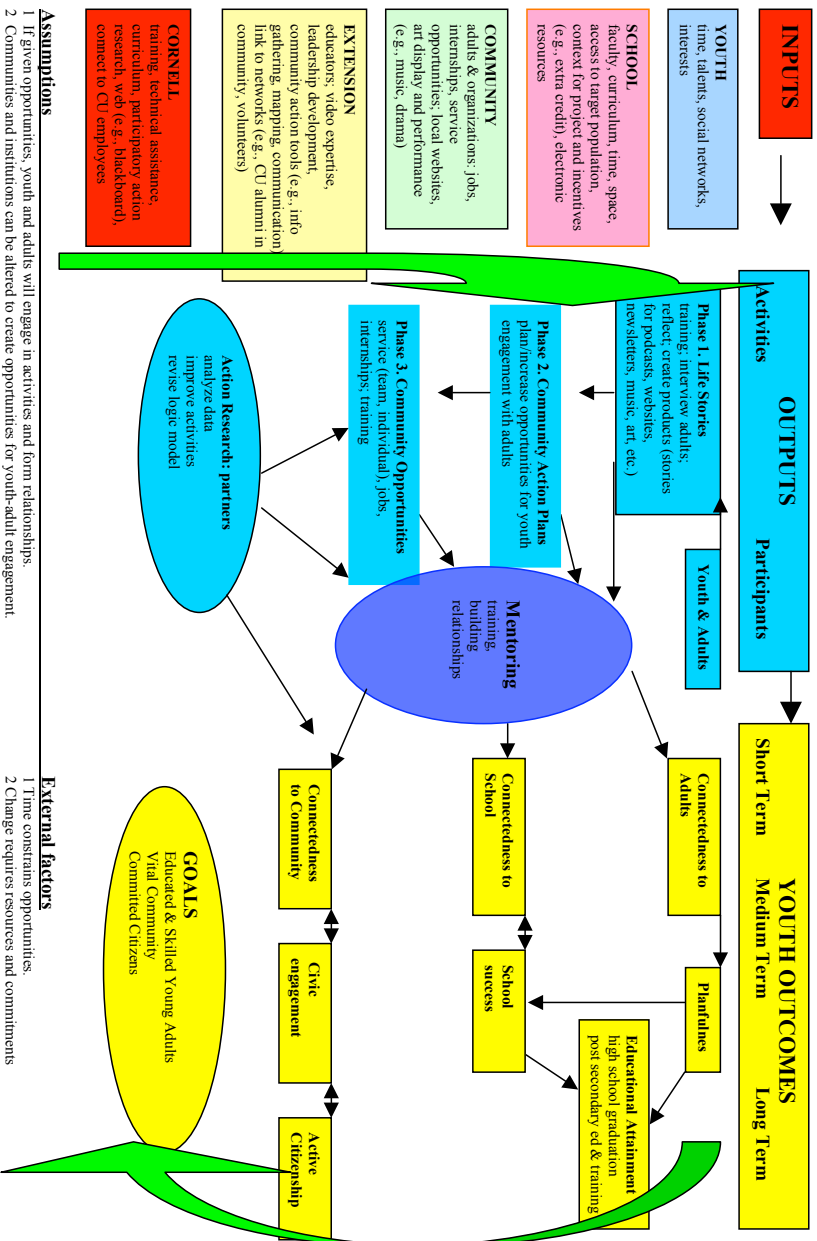 INPUTS
YOUTH
time, talents, social networks,
interests
SCHOOL
faculty, curriculum, time, space,
access to target population,
context for project and incentives
(e.g., extra credit), electronic
resources
COMMUNITY
adults & organizations: jobs,
internships, service
opportunities; local websites,
art display and performance
(e.g., music, drama)
EXTENSION
educators; video expertise,
leadership development,
community action tools (e.g., info
gathering, mapping, communication)
link to networks (e.g., CU alumni in
community, volunteers)
CORNELL
training, technical assistance,
curriculum, participatory action
research, web (e.g., blackboard),
connect to CU employees
OUTPUTS
Activities
Participants
Youth & Adults
Phase 1. Life Stories
training; interview adults;
reflect; create products (stories
for podcasts, websites,
newsletters, music, art, etc.)
Phase 2. Community Action Plans
plan/increase opportunities for youth
engagement with adults
Phase 3. Community Opportunities
service (team, individual), jobs,
internships; training
Action Research: partners
analyze data
improve activities
revise logic model
Mentoring
training,
building
relationships
YOUTH OUTCOMES
Short Term
Medium Term
Long Term
Connectedness to
Adults
Planfulnes
Educational Attainment
high school graduation
post secondary ed & training
Connectedness to
School
School
success
Connectedness
to Community
Civic
engagement
Active
Citizenship
GOALS
Educated & Skilled Young Adults
Vital Community
Committed Citizens
Assumptions
1 If given opportunities, youth and adults will engage in activities and form relationships.
2 Communities and institutions can be altered to create opportunities for youth-adult engagement.
External factors
1 Time constrains opportunities.
2 Change requires resources and commitments